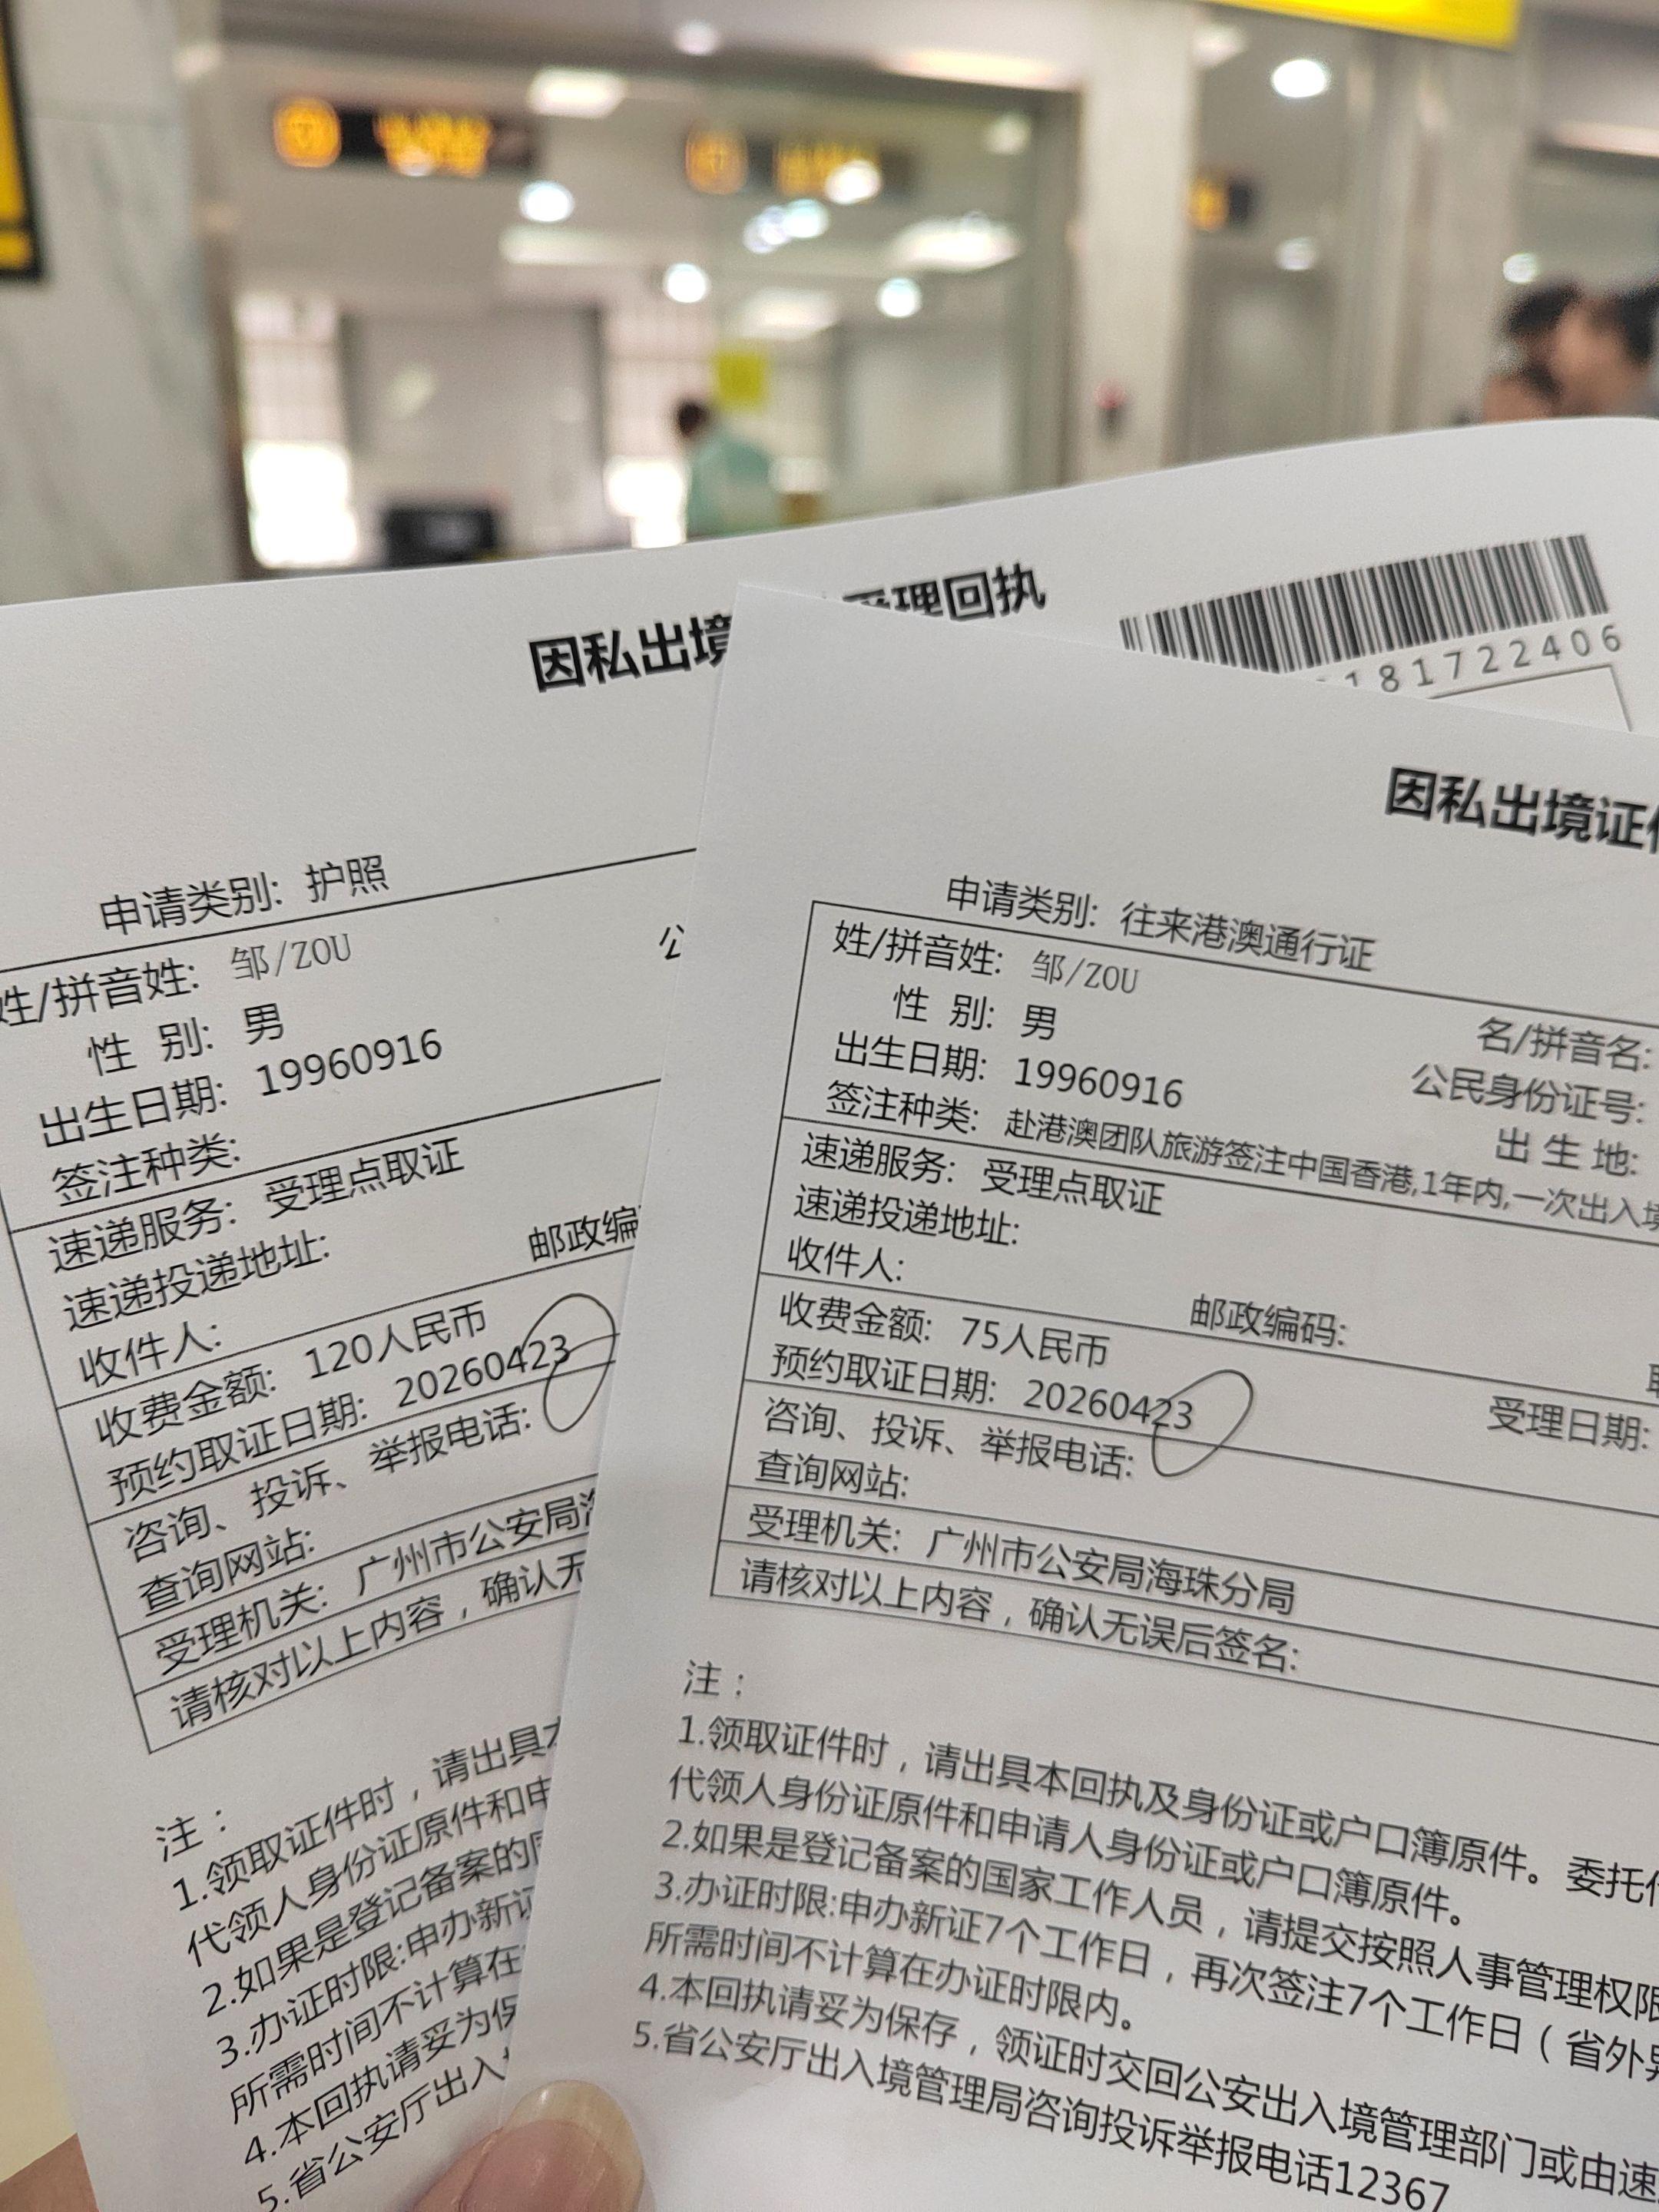 因私出境
受理回执
181722406
申请类别: 护照
姓/拼音姓: 邹/ZOU
公
性 别: 男
出生日期: 19960916
签注种类:
速递服务: 受理点取证
速递投递地址:
邮政编
收件人:
收费金额: 120人民币
预约取证日期: 20260423
咨询、投诉、举报电话:
查询网站:
受理机关: 广州市公安局海
请核对以上内容，确认无
注：
1.领取证件时，请出具本
代领人身份证原件和申
2.如果是登记备案的国
3.办证时限:申办新证
所需时间不计算在
4.本回执请妥为保
5.省公安厅出入
因私出境证件
申请类别: 往来港澳通行证
姓/拼音姓: 邹/ZOU
名/拼音名:
性 别: 男
公民身份证号:
出生日期: 19960916
出 生 地:
签注种类: 赴港澳团队旅游签注中国香港,1年内,一次出入境
速递服务: 受理点取证
速递投递地址:
收件人:
邮政编码:
收费金额: 75人民币
预约取证日期: 20260423
受理日期:
咨询、投诉、举报电话:
查询网站:
受理机关: 广州市公安局海珠分局
请核对以上内容，确认无误后签名:
注：
1.领取证件时，请出具本回执及身份证或户口簿原件。委托代
代领人身份证原件和申请人身份证或户口簿原件。
2.如果是登记备案的国家工作人员，请提交按照人事管理权限
3.办证时限:申办新证7个工作日，再次签注7个工作日（省外异
所需时间不计算在办证时限内。
4.本回执请妥为保存，领证时交回公安出入境管理部门或由速
5.省公安厅出入境管理局咨询投诉举报电话12367